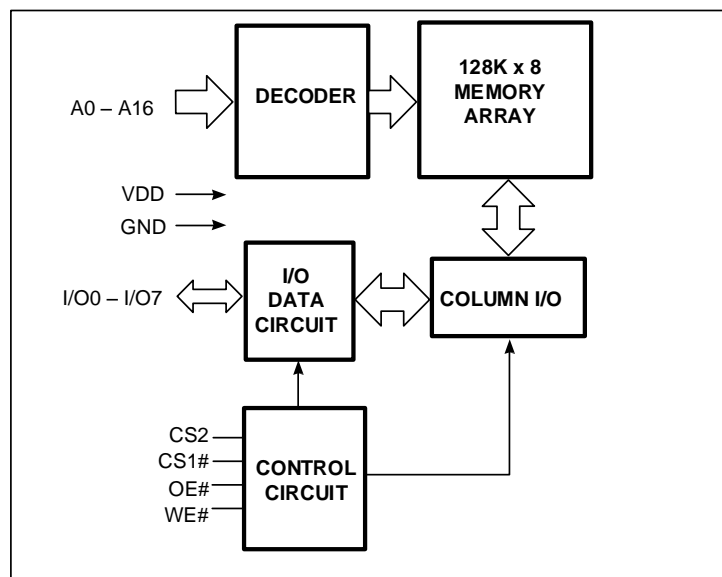 A0 – A16
DECODER
128K x 8
MEMORY
ARRAY
VDD
GND
I/O0 – I/O7
I/O
DATA
CIRCUIT
COLUMN I/O
CS2
CS1#
OE#
WE#
CONTROL
CIRCUIT